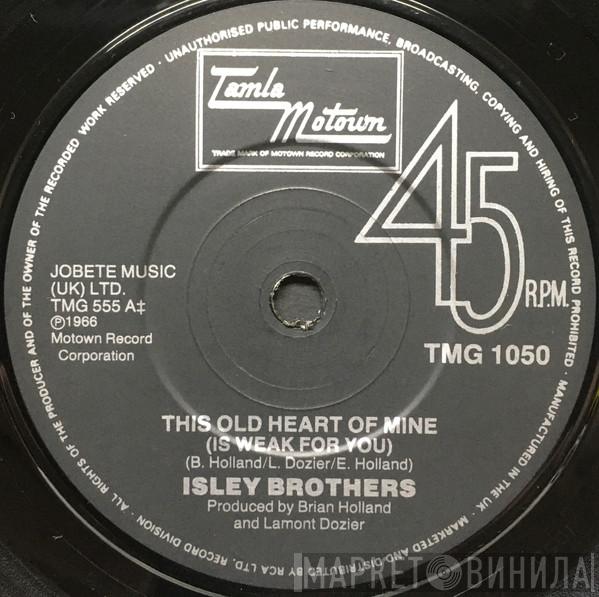 ALL RIGHTS OF THE PRODUCER AND OF THE OWNER OF THE RECORDED WORK RESERVED · UNAUTHORISED PUBLIC PERFORMANCE, BROADCASTING, COPYING AND HIRING OF THIS RECORD PROHIBITED · MANUFACTURED IN THE UK · MARKETED AND DISTRIBUTED BY RCA LTD. RECORD DIVISION ·
Tamla
Motown
TRADE MARK OF MOTOWN RECORD CORPORATION
45
R.P.M.
TMG 1050
JOBETE MUSIC
(UK) LTD.
TMG 555 A‡
Ⓟ1966
Motown Record
Corporation
THIS OLD HEART OF MINE
(IS WEAK FOR YOU)
(B. Holland/L. Dozier/E. Holland)
ISLEY BROTHERS
Produced by Brian Holland
and Lamont Dozier
МАРКЕТ ВИНИЛА